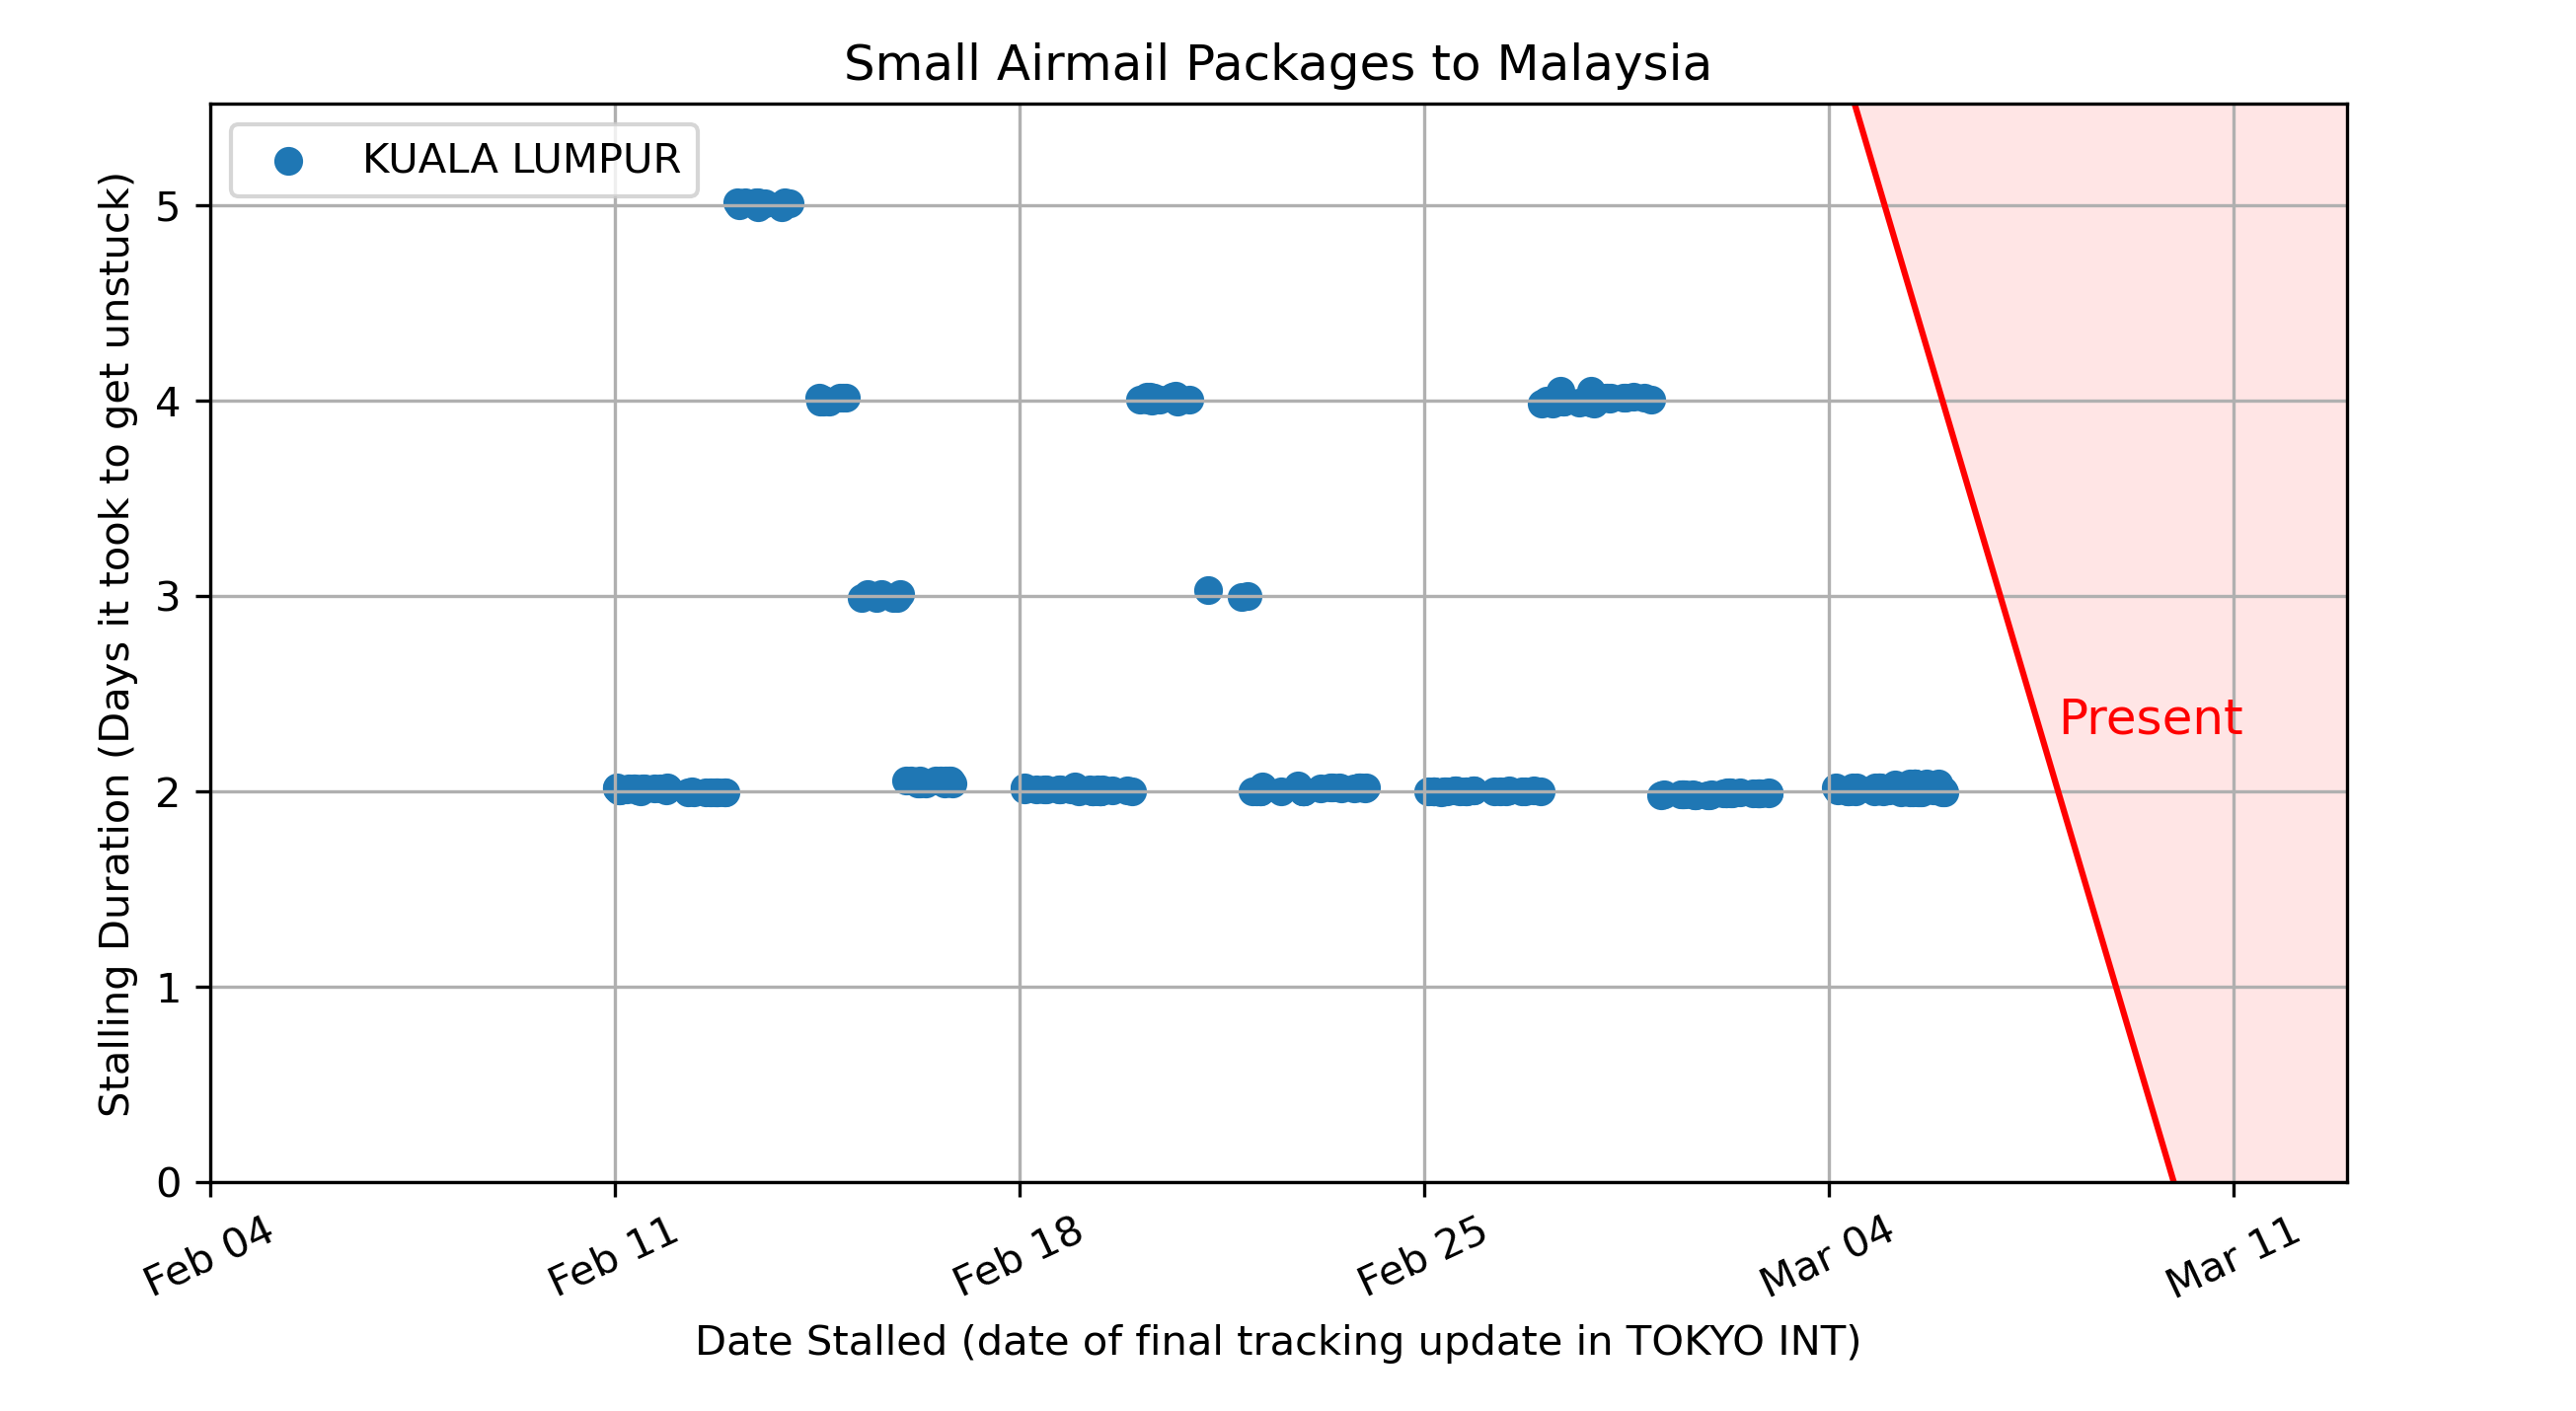 Small Airmail Packages to Malaysia
KUALA LUMPUR
Stalling Duration (Days it took to get unstuck)
5
4
3
2
1
0
Present
Feb 04
Feb 11
Feb 18
Feb 25
Mar 04
Mar 11
Date Stalled (date of final tracking update in TOKYO INT)